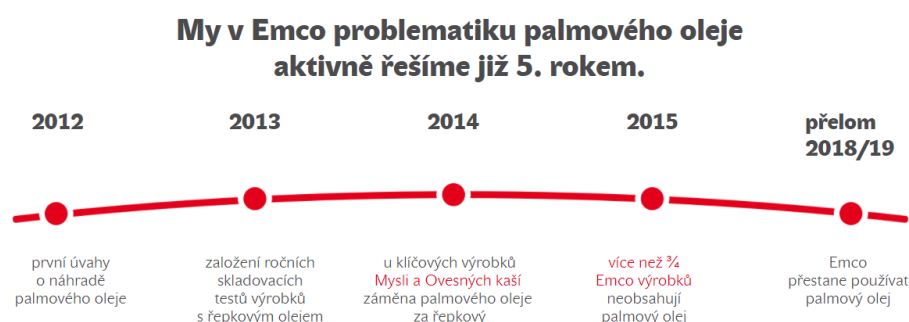 My v Emco problematiku palmového oleje
aktivně řešíme již 5. rokem.
2012
2013
2014
2015
přelom
2018/19
první úvahy
o náhradě
palmového oleje
založení ročních
skladovacích
testů výrobků
s řepkovým olejem
u klíčových výrobků
Mysli a Ovesných kaší
záměna palmového oleje
za řepkový
více než ¾
Emco výrobků
neobsahují
palmový olej
Emco
přestane používat
palmový olej